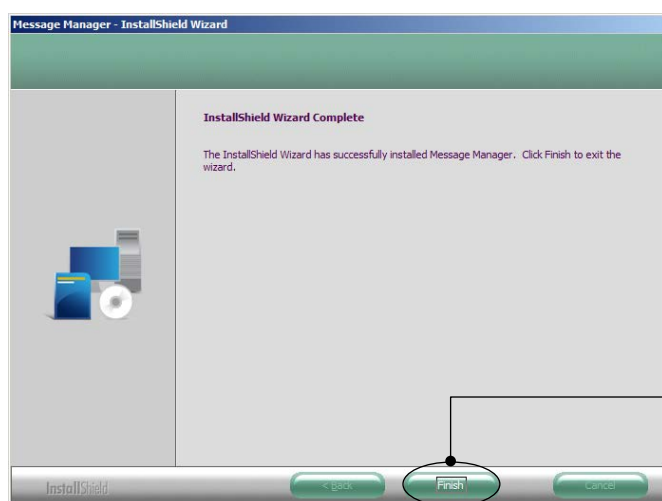 Message Manager - InstallShield Wizard
InstallShield Wizard Complete
The InstallShield Wizard has successfully installed Message Manager. Click Finish to exit the
wizard.
InstallShield
< Back
Finish
Cancel